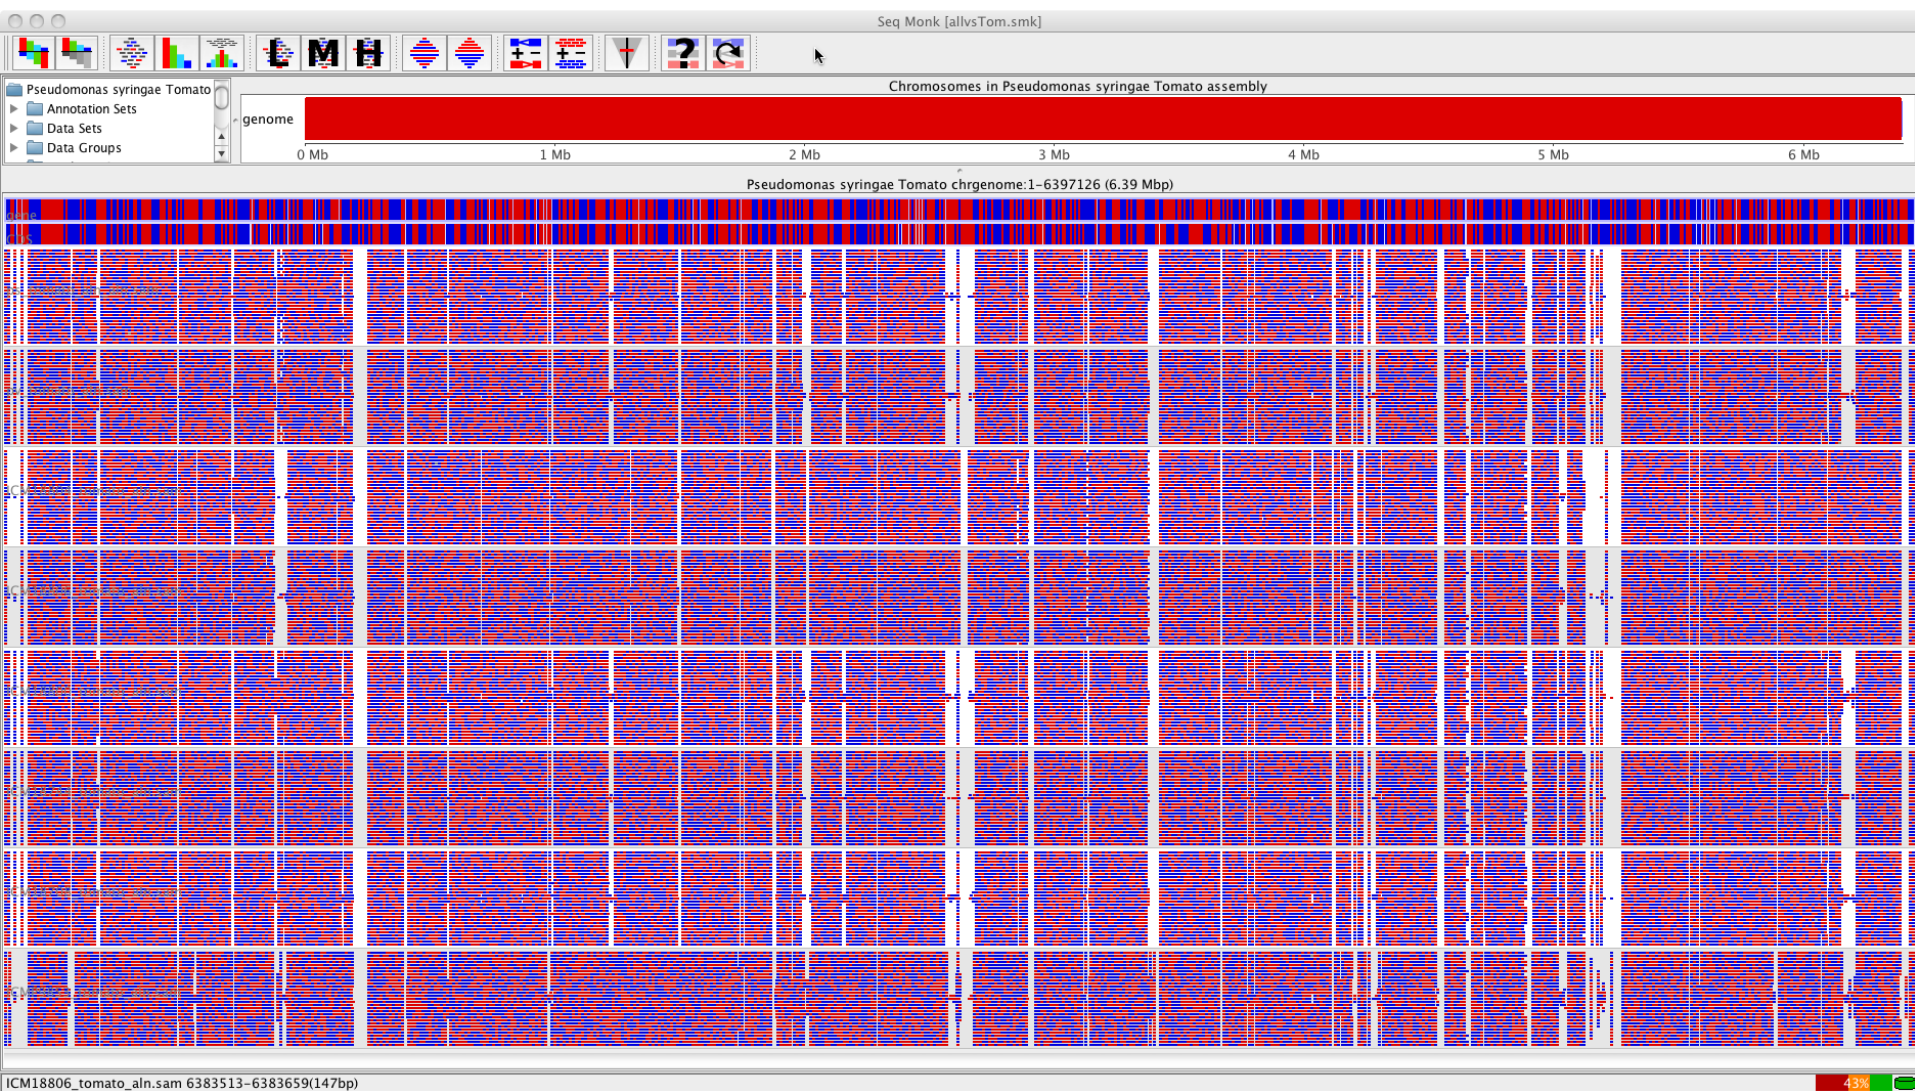 Seq Monk [allvsTom.smk]
L M H ?
Pseudomonas syringae Tomato
Annotation Sets
Data Sets
Data Groups
Chromosomes in Pseudomonas syringae Tomato assembly
genome
0 Mb 1 Mb 2 Mb 3 Mb 4 Mb 5 Mb 6 Mb
Pseudomonas syringae Tomato chrgenome:1-6397126 (6.39 Mbp)
gene
CDS
ICM18806_tomato_aln.sam 6383513-6383659(147bp)
43%